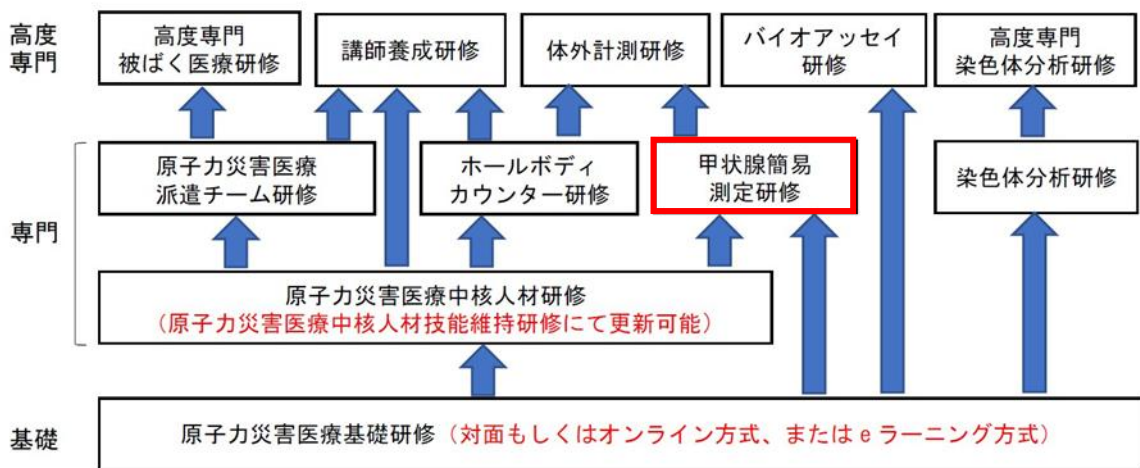 高度
専門
高度専門
被ばく医療研修
講師養成研修
体外計測研修
バイオアッセイ
研修
高度専門
染色体分析研修
専門
原子力災害医療
派遣チーム研修
ホールボディ
カウンター研修
甲状腺簡易
測定研修
染色体分析研修
原子力災害医療中核人材研修
（原子力災害医療中核人材技能維持研修にて更新可能）
基礎
原子力災害医療基礎研修（対面もしくはオンライン方式、またはｅラーニング方式）